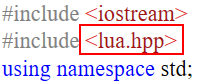 #include <iostream>
#include <lua.hpp>
using namespace std;